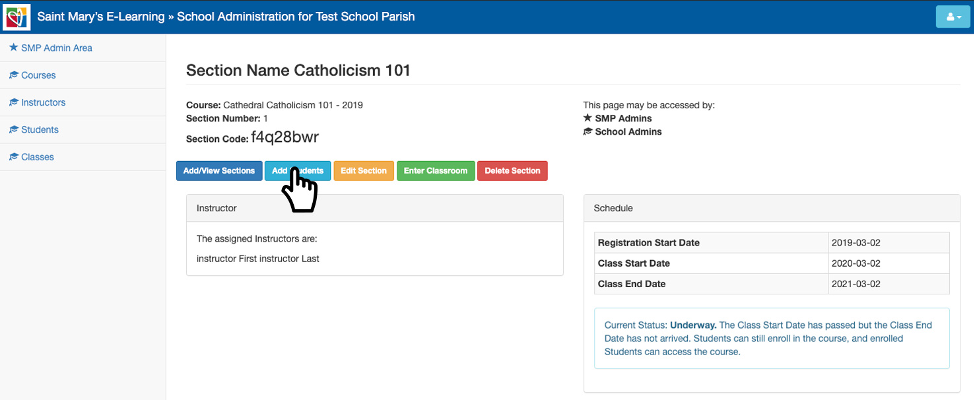 Saint Mary's E-Learning » School Administration for Test School Parish
SMP Admin Area
Courses
Instructors
Students
Classes
Section Name Catholicism 101
Course: Cathedral Catholicism 101 - 2019
Section Number: 1
Section Code: f4q28bwr
This page may be accessed by:
SMP Admins
School Admins
Add/View Sections
Add Students
Edit Section
Enter Classroom
Delete Section
Instructor
The assigned Instructors are:
instructor First instructor Last
Schedule
Registration Start Date 2019-03-02
Class Start Date 2020-03-02
Class End Date 2021-03-02
Current Status: Underway. The Class Start Date has passed but the Class End
Date has not arrived. Students can still enroll in the course, and enrolled
Students can access the course.